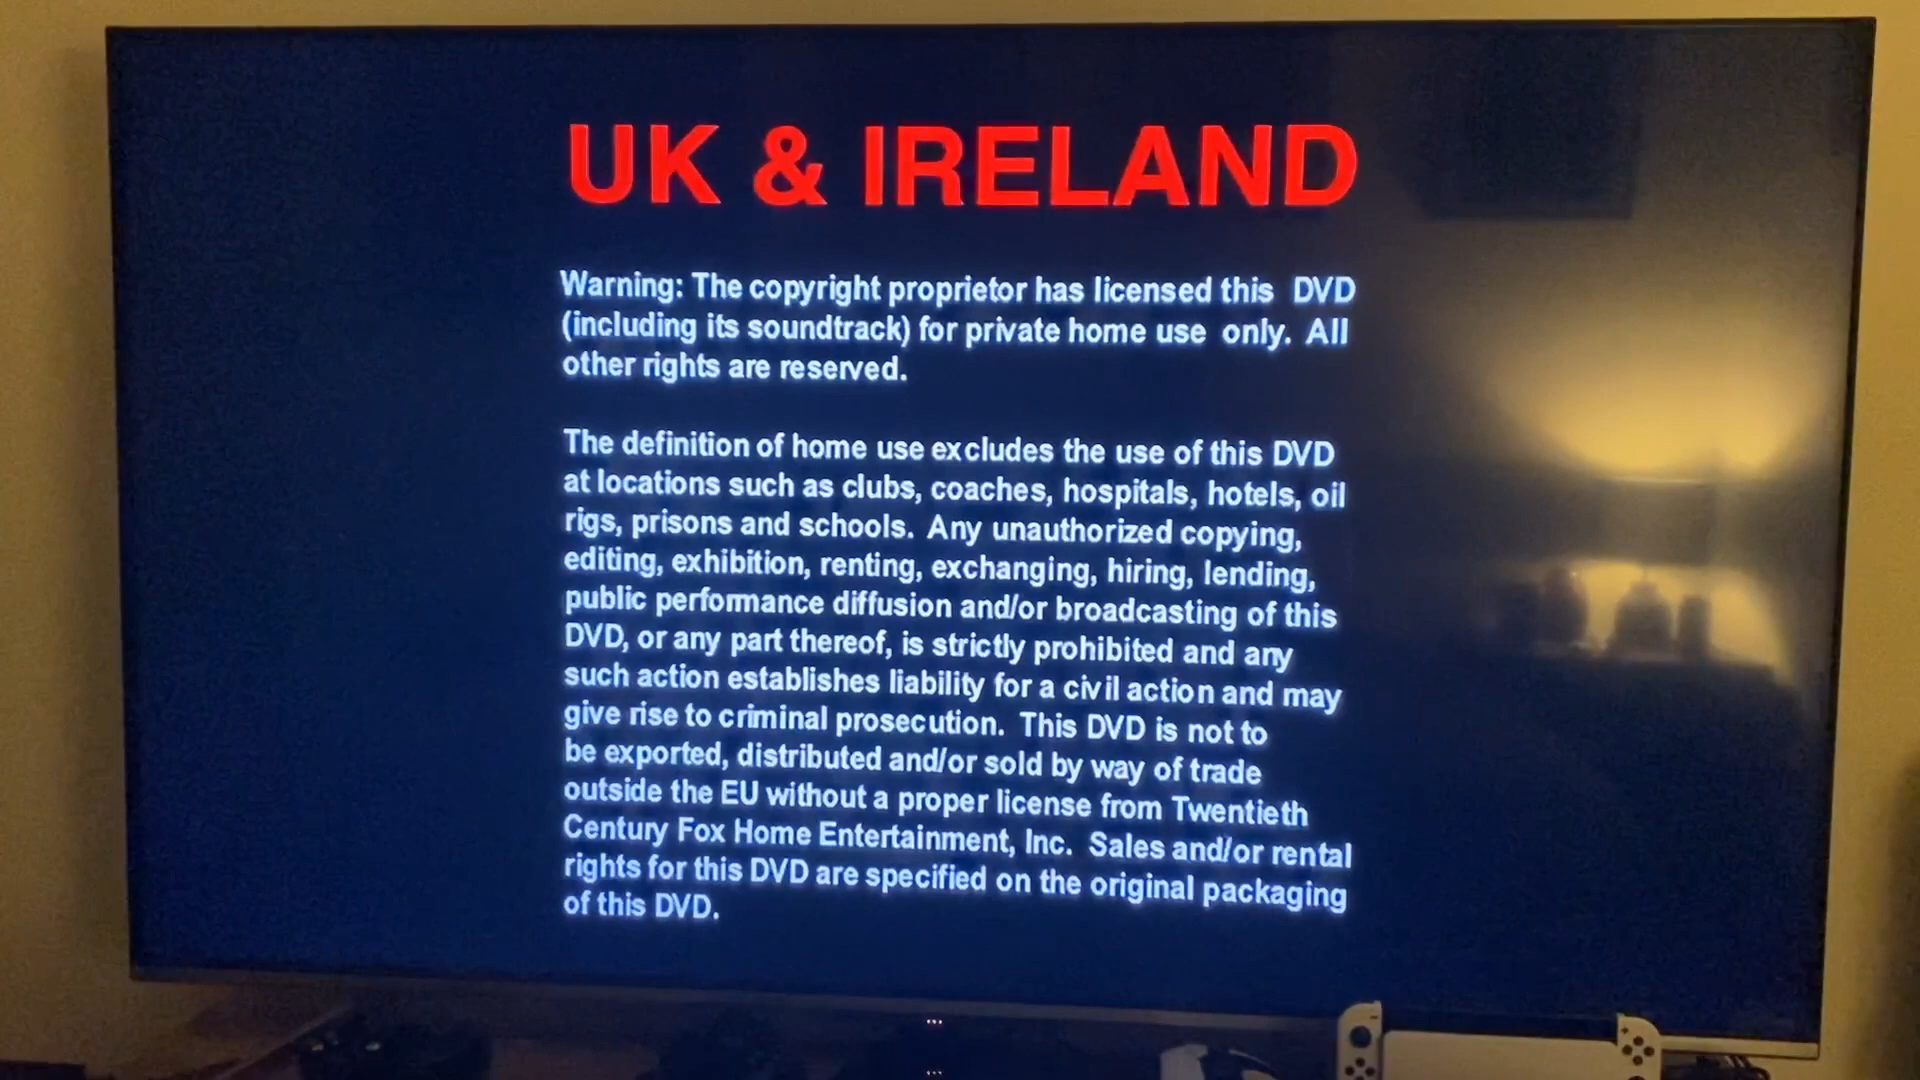 UK & IRELAND
Warning: The copyright proprietor has licensed this DVD
(including its soundtrack) for private home use only. All
other rights are reserved.
The definition of home use excludes the use of this DVD
at locations such as clubs, coaches, hospitals, hotels, oil
rigs, prisons and schools. Any unauthorized copying,
editing, exhibition, renting, exchanging, hiring, lending,
public performance diffusion and/or broadcasting of this
DVD, or any part thereof, is strictly prohibited and any
such action establishes liability for a civil action and may
give rise to criminal prosecution. This DVD is not to
be exported, distributed and/or sold by way of trade
outside the EU without a proper license from Twentieth
Century Fox Home Entertainment, Inc. Sales and/or rental
rights for this DVD are specified on the original packaging
of this DVD.